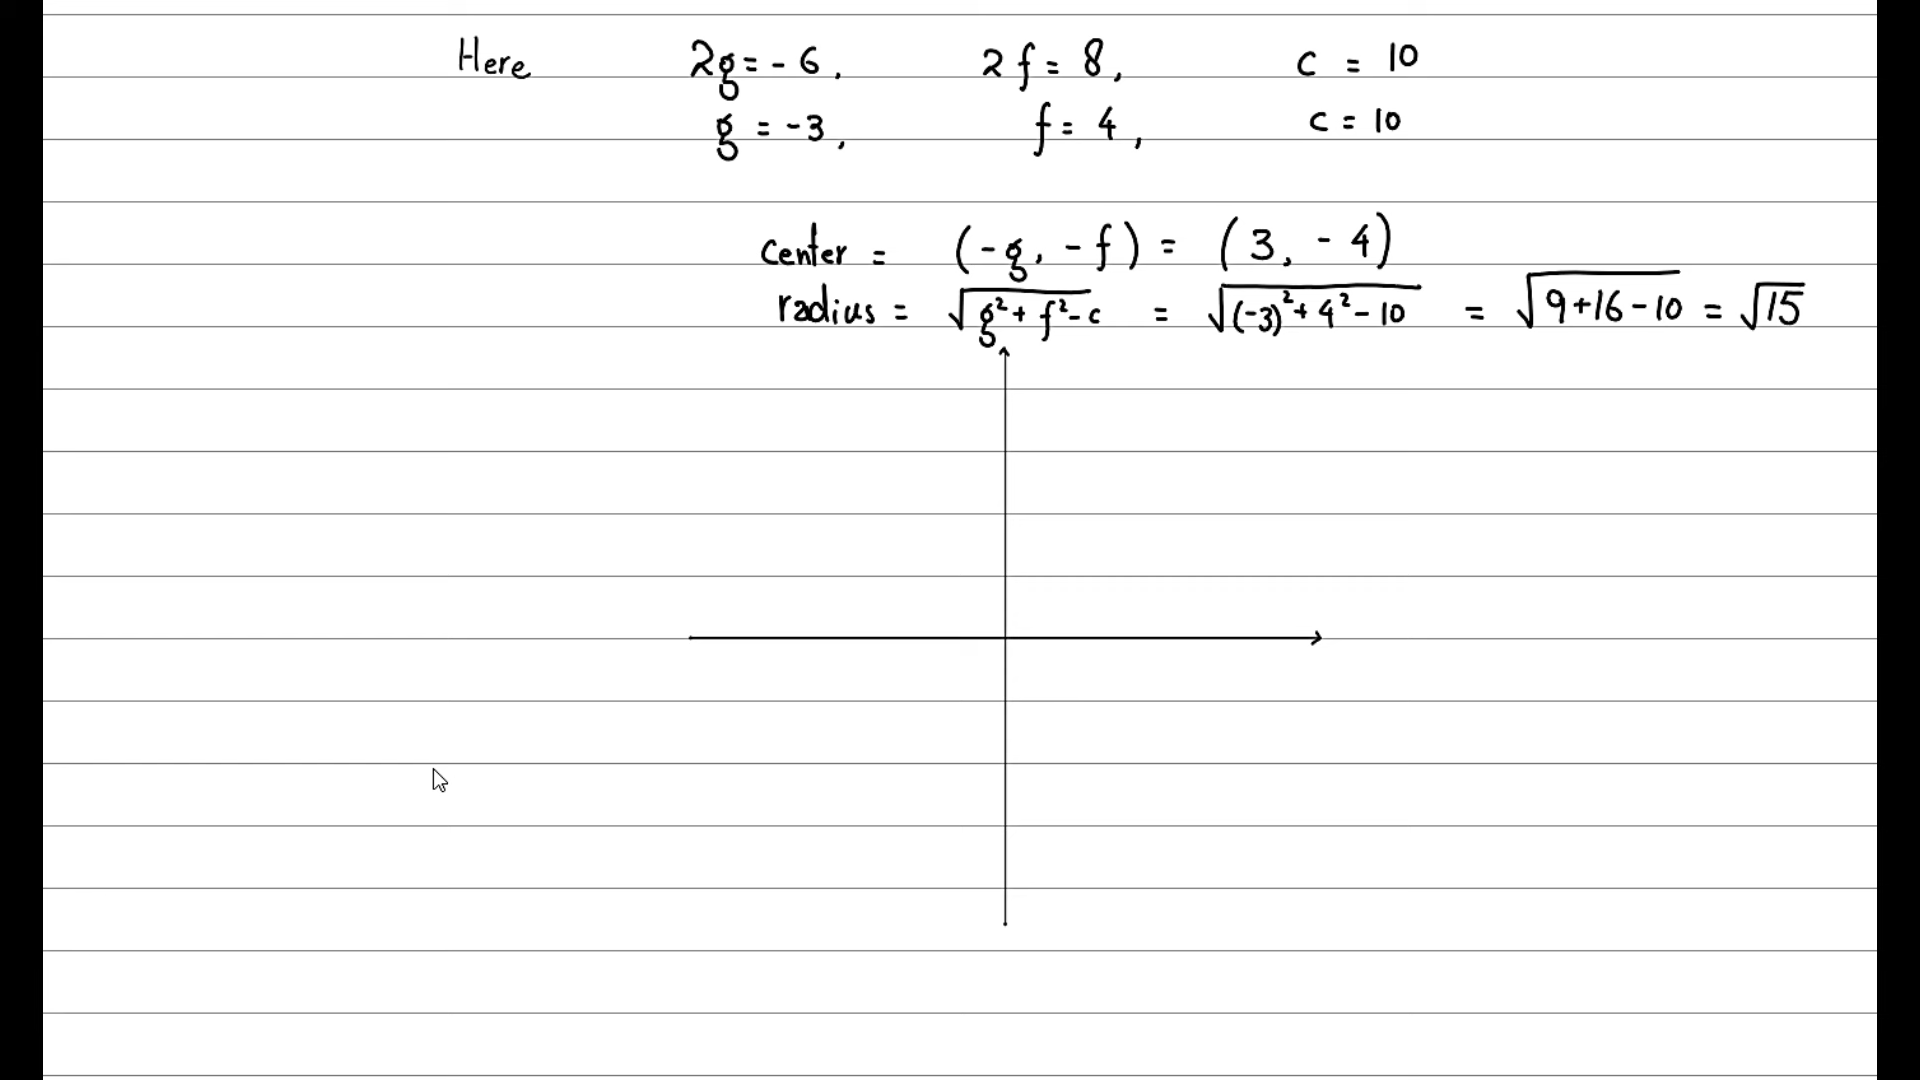 Here 2g = - 6, 2f = 8, c = 10
g = -3, f = 4, c = 10
center = (-g, -f) = (3, -4)
radius = √(g²+ f²-c) = √((-3)²+ 4²- 10) = √(9+16-10) = √15